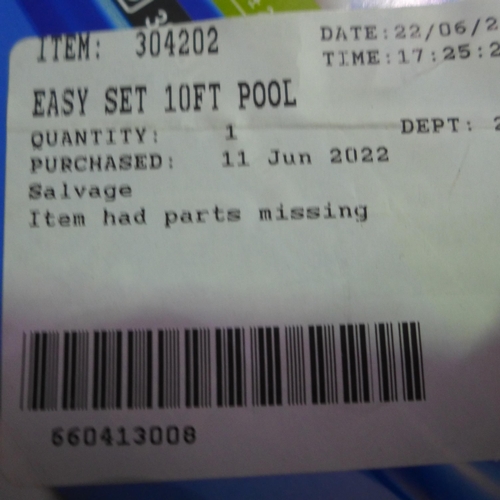 ITEM: 304202 DATE:22/06/2
TIME:17:25:2
EASY SET 10FT POOL
QUANTITY: 1 DEPT: 2
PURCHASED: 11 Jun 2022
Salvage
Item had parts missing
660413008